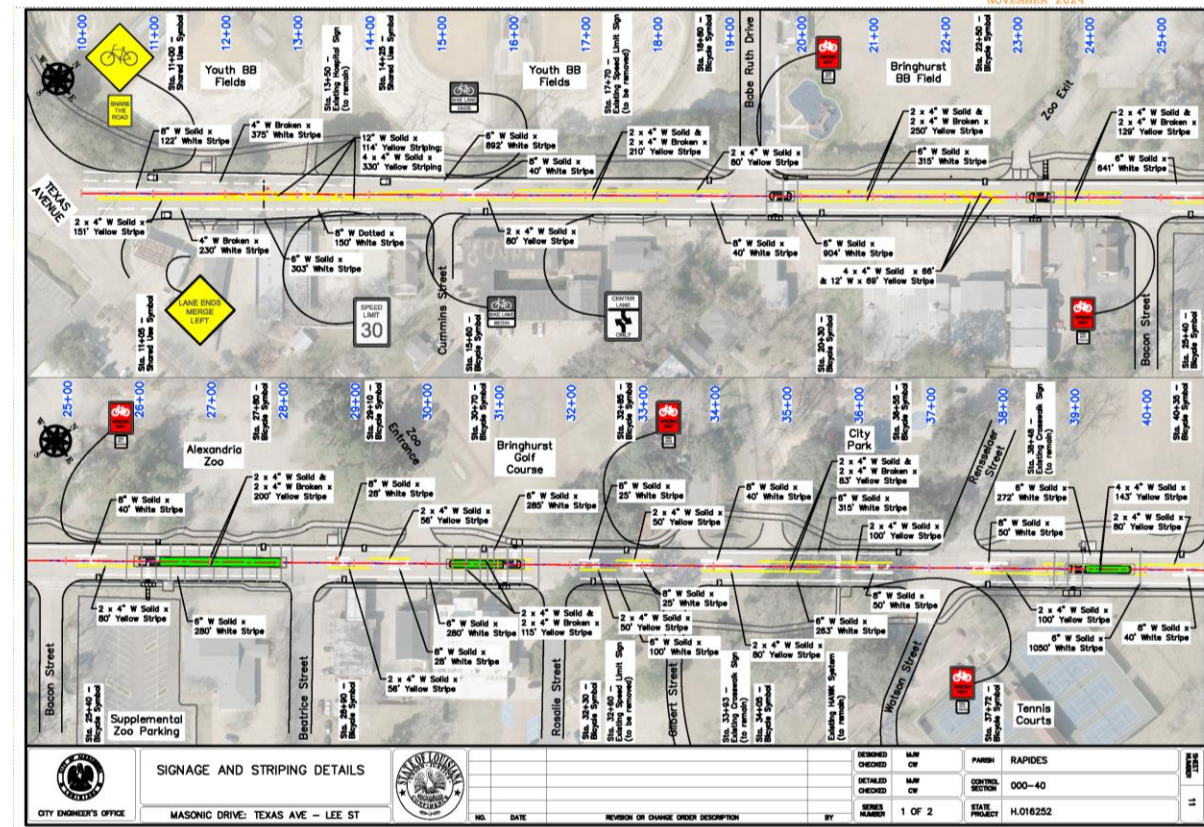 NOVEMBER 2024
10+00
11+00
12+00
13+00
14+00
15+00
16+00
17+00
18+00
19+00
20+00
21+00
22+00
23+00
24+00
25+00
Sta. 11+00 -
Shared Use Symbol
Youth BB
Fields
Sta. 13+50 -
Existing Hospital Sign
(to remain)
Sta. 14+25 -
Shared Use Symbol
Youth BB
Fields
Sta. 17+70 -
Existing Speed Limit Sign
(to be removed)
Sta. 18+80 -
Bicycle Symbol
Babe Ruth Drive
Bringhurst
BB Field
Sta. 22+50 -
Bicycle Symbol
Zoo Exit
SHARE
THE
ROAD
BIKE LANE
ENDS
8" W Solid x
122' White Stripe
4" W Broken x
375' White Stripe
12" W Solid x
114' Yellow Striping;
4 x 4" W Solid x
330' Yellow Striping
6" W Solid x
892' White Stripe
8" W Solid x
40' White Stripe
2 x 4" W Solid &
2 x 4" W Broken x
210' Yellow Stripe
2 x 4" W Solid x
80' Yellow Stripe
2 x 4" W Solid &
2 x 4" W Broken x
250' Yellow Stripe
6" W Solid x
315' White Stripe
2 x 4" W Solid &
2 x 4" W Broken x
129' Yellow Stripe
6" W Solid x
641' White Stripe
TEXAS
AVENUE
2 x 4" W Solid x
151' Yellow Stripe
4" W Broken x
230' White Stripe
8" W Dotted x
150' White Stripe
6" W Solid x
303' White Stripe
2 x 4" W Solid x
80' Yellow Stripe
8" W Solid x
40' White Stripe
6" W Solid x
904' White Stripe
4 x 4" W Solid x 66'
& 12" W x 69' Yellow Stripe
Sta. 11+05 -
Shared Use Symbol
LANE ENDS
MERGE
LEFT
SPEED
LIMIT
30
Cummins Street
Sta. 15+60 -
Bicycle Symbol
BIKE LANE
BEGINS
CENTER
LANE
ONLY
Sta. 20+30 -
Bicycle Symbol
Bacon Street
Sta. 25+40 -
Bicycle Symbol
25+00
26+00
27+00
28+00
29+00
30+00
31+00
32+00
33+00
34+00
35+00
36+00
37+00
38+00
39+00
40+00
Alexandria
Zoo
Sta. 27+80 -
Bicycle Symbol
Sta. 29+10 -
Bicycle Symbol
Zoo
Entrance
Sta. 30+70 -
Bicycle Symbol
Bringhurst
Golf
Course
Sta. 32+85 -
Bicycle Symbol
City
Park
Sta. 36+55 -
Bicycle Symbol
Rensselaer
Street
Sta. 38+48 -
Existing Crosswalk Sign
(to remain)
Sta. 40+35 -
Bicycle Symbol
8" W Solid x
40' White Stripe
2 x 4" W Solid &
2 x 4" W Broken x
200' Yellow Stripe
8" W Solid x
28' White Stripe
2 x 4" W Solid x
56' Yellow Stripe
6" W Solid x
285' White Stripe
8" W Solid x
25' White Stripe
2 x 4" W Solid x
50' Yellow Stripe
8" W Solid x
40' White Stripe
2 x 4" W Solid &
2 x 4" W Broken x
83' Yellow Stripe
6" W Solid x
315' White Stripe
2 x 4" W Solid x
100' Yellow Stripe
8" W Solid x
50' White Stripe
6" W Solid x
272' White Stripe
4 x 4" W Solid x
143' Yellow Stripe
2 x 4" W Solid x
80' Yellow Stripe
2 x 4" W Solid x
80' Yellow Stripe
6" W Solid x
280' White Stripe
2 x 4" W Solid x
56' Yellow Stripe
8" W Solid x
28' White Stripe
6" W Solid x
280' White Stripe
2 x 4" W Solid &
2 x 4" W Broken x
115' Yellow Stripe
2 x 4" W Solid x
50' Yellow Stripe
8" W Solid x
25' White Stripe
6" W Solid x
100' White Stripe
2 x 4" W Solid x
80' Yellow Stripe
6" W Solid x
263' White Stripe
8" W Solid x
50' White Stripe
2 x 4" W Solid x
100' Yellow Stripe
6" W Solid x
1050' White Stripe
8" W Solid x
40' White Stripe
Bacon Street
Sta. 25+40 -
Bicycle Symbol
Supplemental
Zoo Parking
Beatrice Street
Sta. 28+90 -
Bicycle Symbol
Rosalie Street
Sta. 32+30 -
Bicycle Symbol
Sta. 32+60 -
Existing Speed Limit Sign
(to be removed)
Gilbert Street
Sta. 33+93 -
Existing Crosswalk Sign
(to remain)
Sta. 34+05 -
Bicycle Symbol
Existing HAWK System
(to remain)
Watson Street
Sta. 37+72 -
Bicycle Symbol
Tennis
Courts
CITY ENGINEER'S OFFICE
SIGNAGE AND STRIPING DETAILS
MASONIC DRIVE: TEXAS AVE - LEE ST
STATE OF LOUISIANA
CONFIDENCE
NO. DATE REVISION OR CHANGE ORDER DESCRIPTION BY
DESIGNED MJW
CHECKED CW
DETAILED MJW
CHECKED CW
SERIES NUMBER 1 OF 2
PARISH RAPIDES
CONTROL SECTION 000-40
STATE PROJECT H.016252
SHEET NUMBER 11